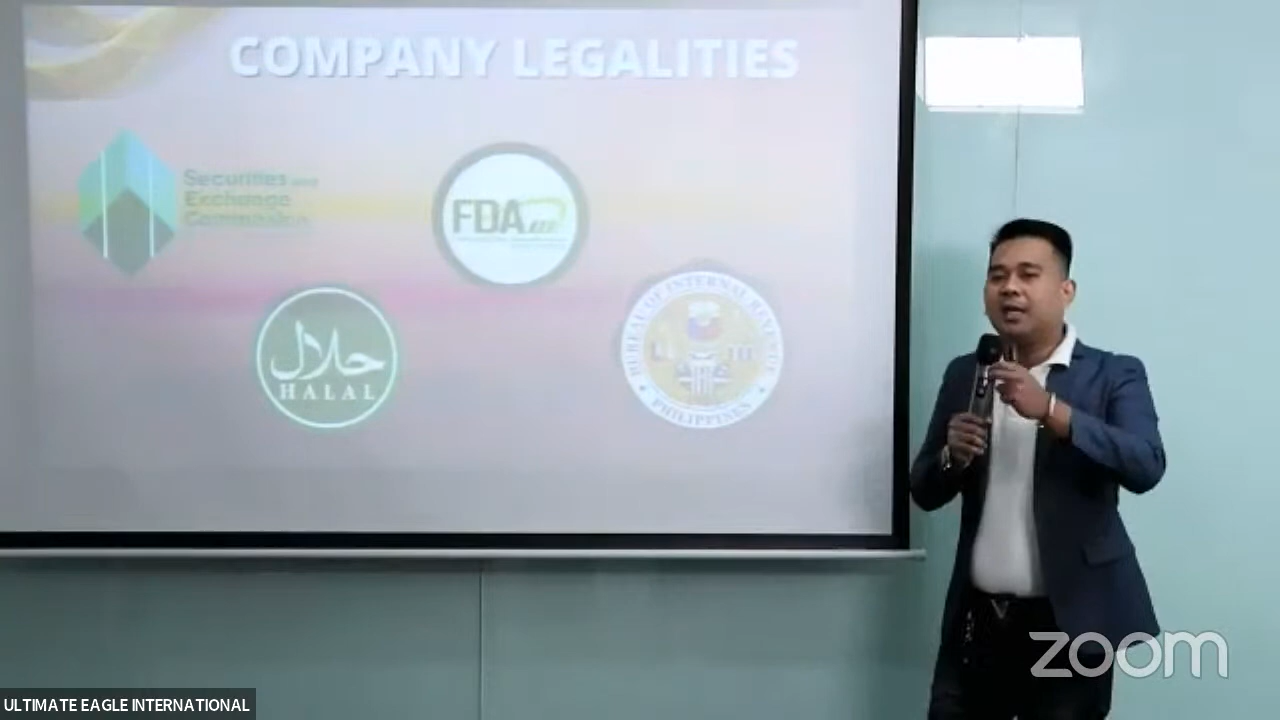 COMPANY LEGALITIES
Securities and
Exchange
Commission
FDA
حلال
HALAL
BUREAU OF INTERNAL REVENUE
PHILIPPINES
zoom
ULTIMATE EAGLE INTERNATIONAL